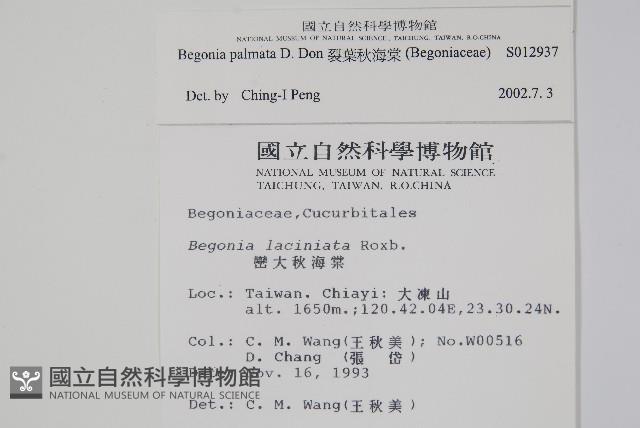 國立自然科學博物館
NATIONAL MUSEUM OF NATURAL SCIENCE, TAICHUNG, TAIWAN, R.O.CHINA
Begonia palmata D. Don 裂葉秋海棠 (Begoniaceae) S012937
Det. by Ching-I Peng 2002.7.3
國立自然科學博物館
NATIONAL MUSEUM OF NATURAL SCIENCE
TAICHUNG, TAIWAN, R.O.CHINA
Begoniaceae,Cucurbitales
Begonia laciniata Roxb.
巒大秋海棠
Loc.: Taiwan. Chiayi: 大凍山
alt. 1650m.;120.42.04E,23.30.24N.
Col.: C. M. Wang(王秋美); No.W00516
D. Chang (張 岱)
Nov. 16, 1993
國立自然科學博物館
NATIONAL MUSEUM OF NATURAL SCIENCE
Det.: C. M. Wang(王秋美)